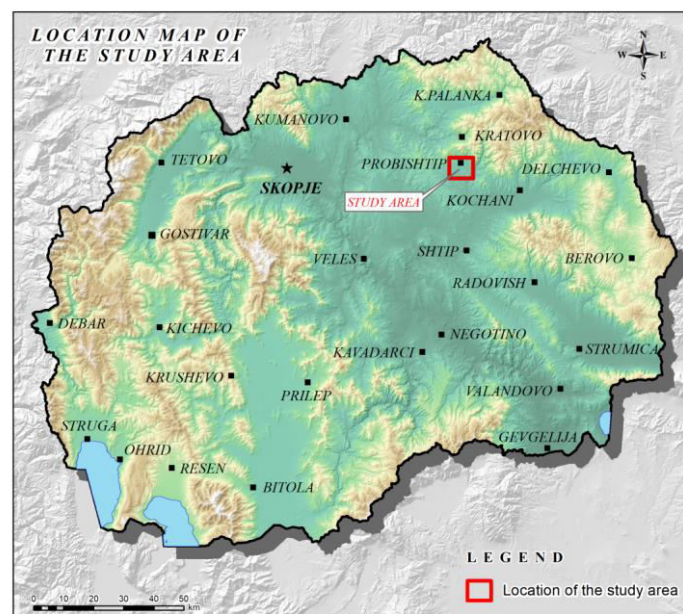 LOCATION MAP OF
THE STUDY AREA
N
W E
S
K.PALANKA
KUMANOVO
KRATOVO
TETOVO
PROBISHTIP
DELCHEVO
SKOPJE
STUDY AREA
KOCHANI
GOSTIVAR
SHTIP
VELES
BEROVO
RADOVISH
DEBAR
KICHEVO
NEGOTINO
KAVADARCI
STRUMICA
KRUSHEVO
PRILEP
VALANDOVO
STRUGA
OHRID
GEVGELIJA
RESEN
BITOLA
LEGEND
Location of the study area
0 10 20 30 40 50
km